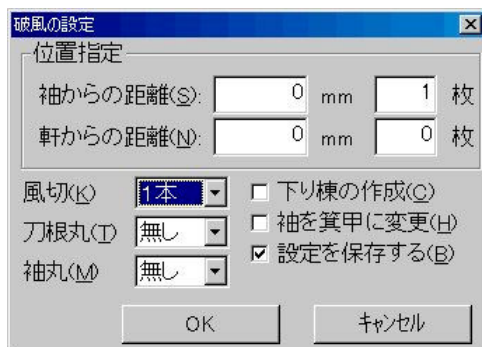 破風の設定
位置指定
袖からの距離(S): 0 mm 1 枚
軒からの距離(N): 0 mm 0 枚
風切(K) 1本 下り棟の作成(C)
刀根丸(T) 無し 袖を箕甲に変更(H)
袖丸(M) 無し 設定を保存する(B)
OK キャンセル